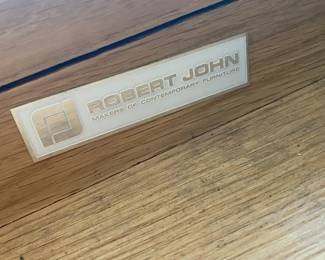 ROBERT JOHN
MAKERS OF CONTEMPORARY FURNITURE